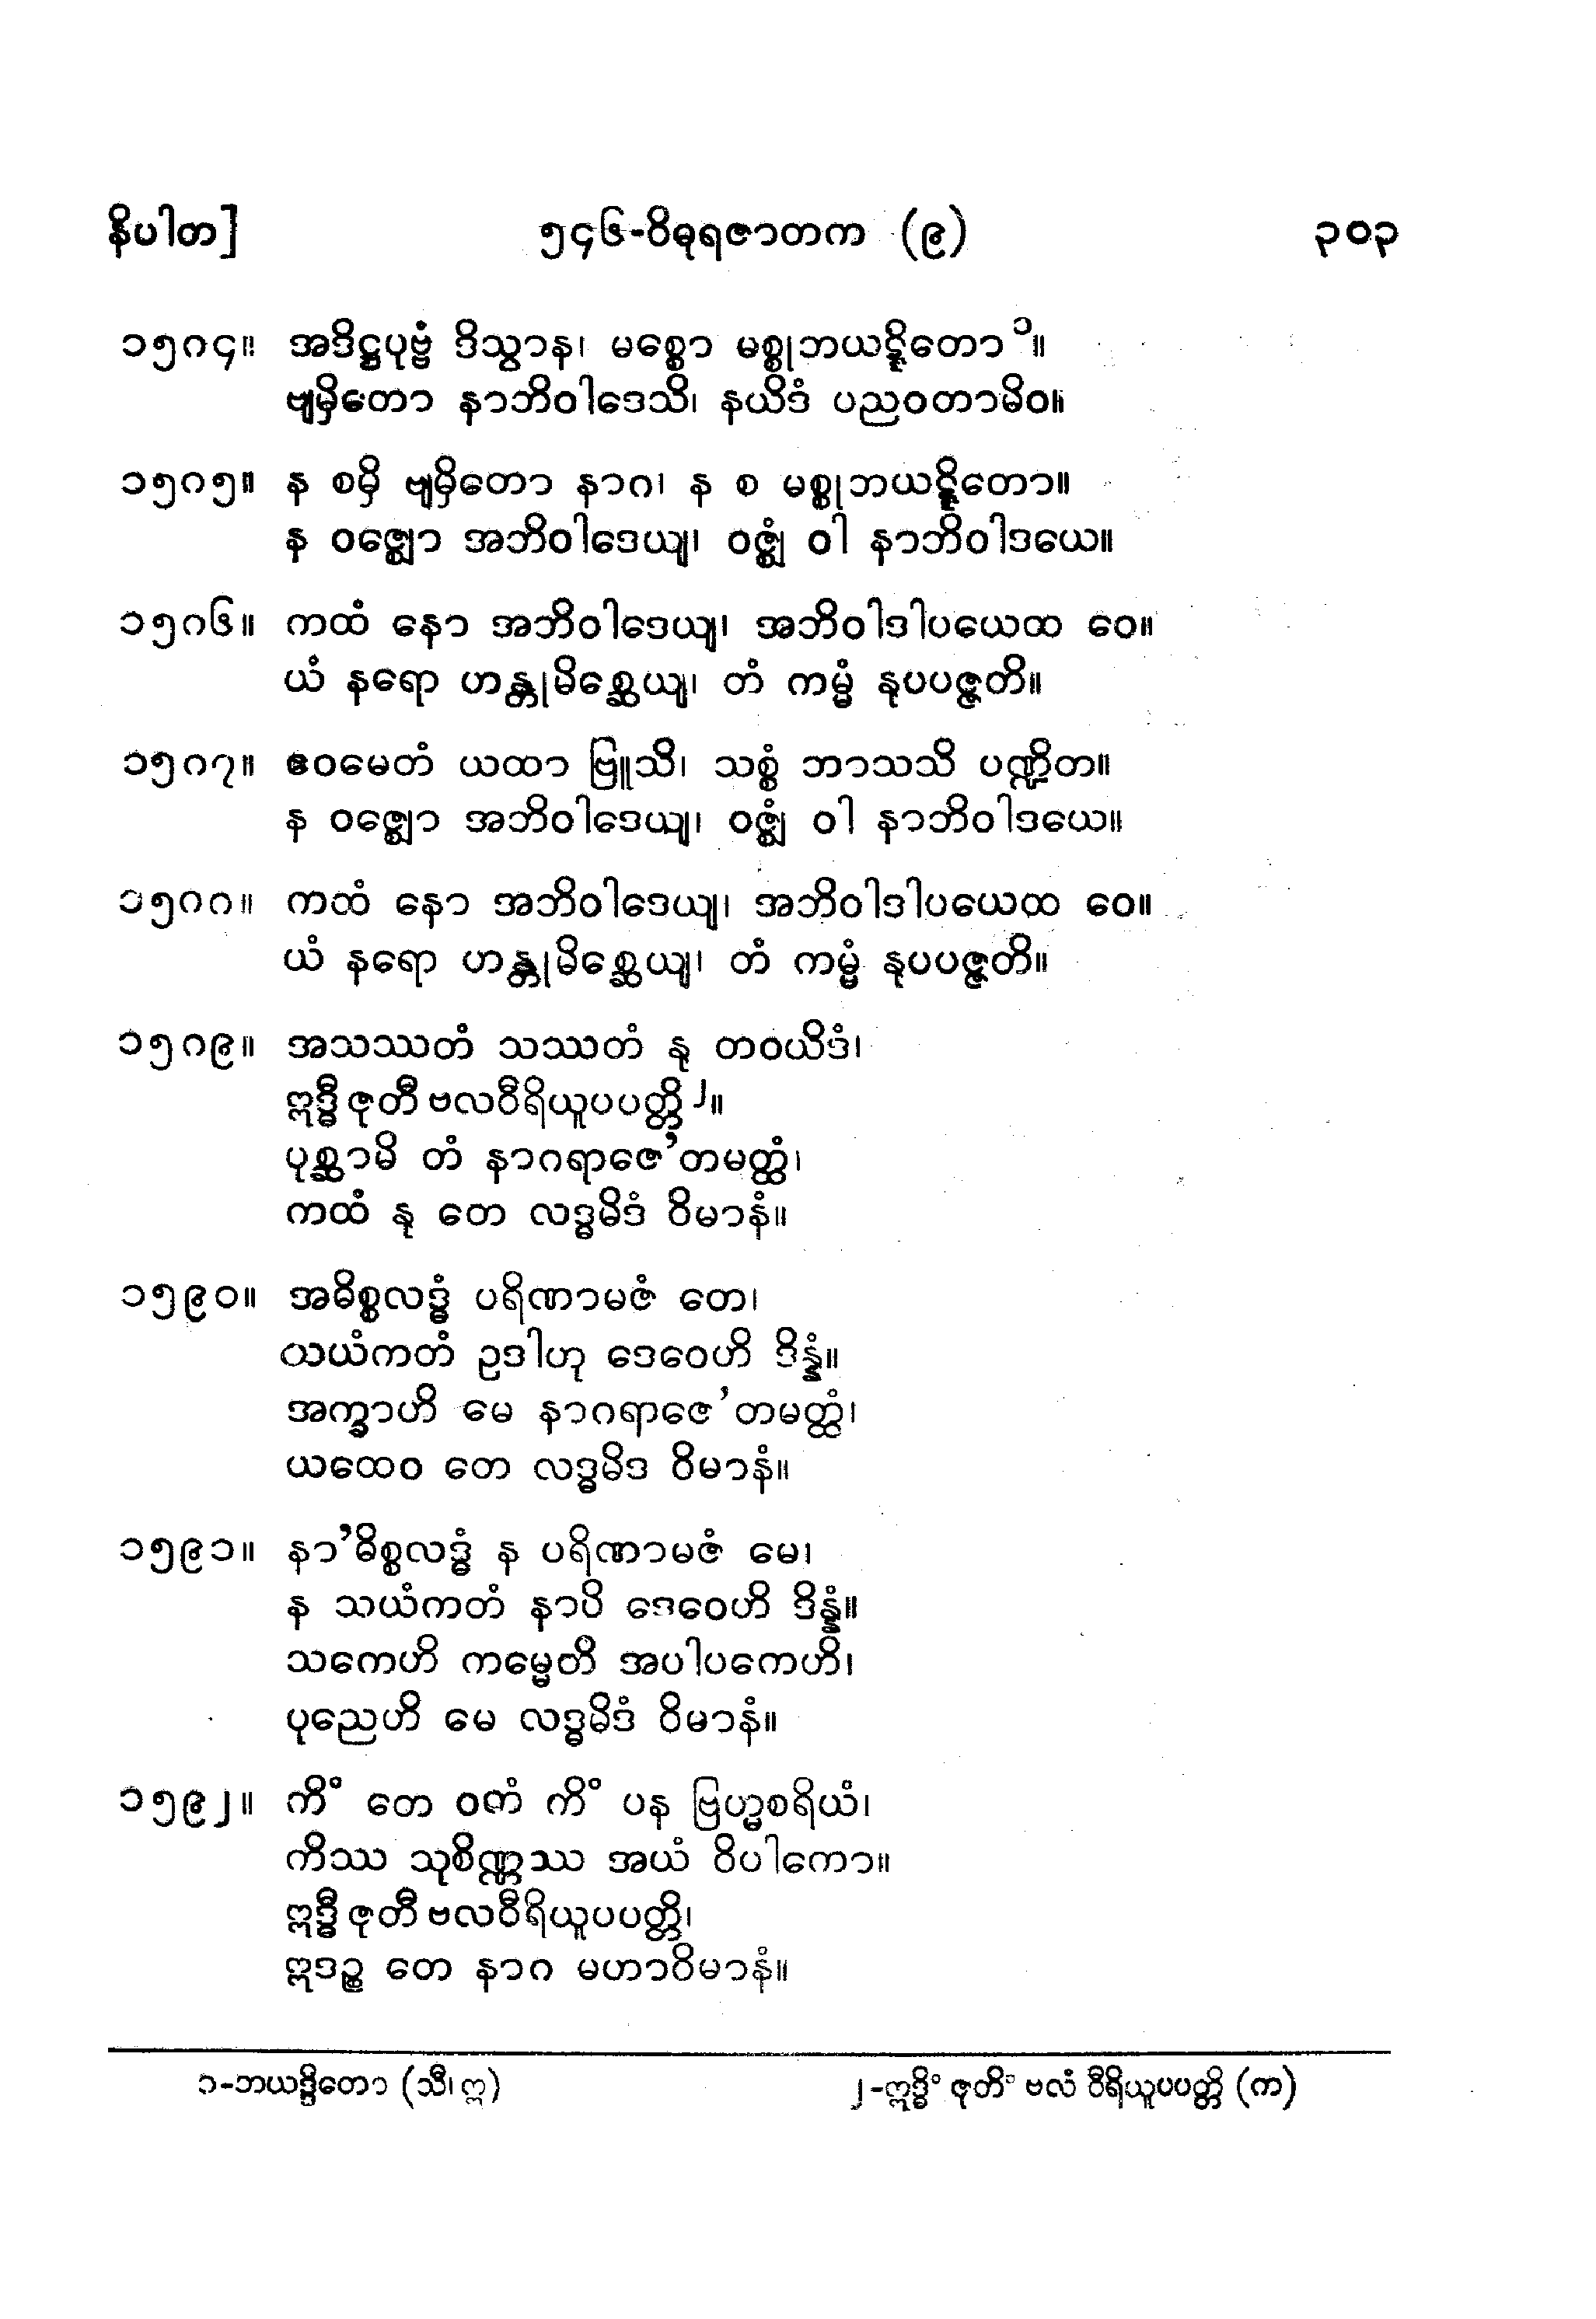 နိပါတ] ၅၄၆-ဝိဓုရဇာတက (၉) ၃၀၃
၁၅၈၄။ အဒိဋ္ဌပုဗ္ဗံ ဒိသွာန၊ မစ္စော မစ္စုဘယဋ္ဋိတော ၁။
ဗျမှိတော နာဘိဝါဒေသိ၊ နယိဒံ ပညဝတာမိဝ။
၁၅၈၅။ န စမှိ ဗျမှိတော နာဂ၊ န စ မစ္စုဘယဋ္ဋိတော။
န ဝဇ္ဈော အဘိဝါဒေယျ၊ ဝဇ္ဈံ ဝါ နာဘိဝါဒယေ။
၁၅၈၆။ ကထံ နော အဘိဝါဒေယျ၊ အဘိဝါဒါပယေထ ဝေ။
ယံ နရော ဟန္တုမိစ္ဆေယျ၊ တံ ကမ္မံ နုပပဇ္ဇတိ။
၁၅၈၇။ ဧဝမေတံ ယထာ ဗြူသိ၊ သစ္စံ ဘာသသိ ပဏ္ဍိတ။
န ဝဇ္ဈော အဘိဝါဒေယျ၊ ဝဇ္ဈံ ဝါ နာဘိဝါဒယေ။
၁၅၈၈။ ကထံ နော အဘိဝါဒေယျ၊ အဘိဝါဒါပယေထ ဝေ။
ယံ နရော ဟန္တုမိစ္ဆေယျ၊ တံ ကမ္မံ နုပပဇ္ဇတိ။
၁၅၈၉။ အသဿတံ သဿတံ နု တဝယိဒံ၊
ဣဒ္ဓီ ဇုတီ ဗလဝီရိယူပပတ္တိ ၂။
ပုစ္ဆာမိ တံ နာဂရာဇေ’တမတ္ထံ၊
ကထံ နု တေ လဒ္ဓမိဒံ ဝိမာနံ။
၁၅၉၀။ အဓိစ္စလဒ္ဓံ ပရိဏာမဇံ တေ၊
သယံကတံ ဥဒါဟု ဒေဝေဟိ ဒိန္နံ။
အက္ခာဟိ မေ နာဂရာဇေ’တမတ္ထံ၊
ယထေဝ တေ လဒ္ဓမိဒ ဝိမာနံ။
၁၅၉၁။ နာ’ဓိစ္စလဒ္ဓံ န ပရိဏာမဇံ မေ၊
န သယံကတံ နာပိ ဒေဝေဟိ ဒိန္နံ။
သကေဟိ ကမ္မေတိ အပါပကေဟိ၊
ပုညေဟိ မေ လဒ္ဓမိဒံ ဝိမာနံ။
၁၅၉၂။ ကိံ တေ ဝတံ ကိံ ပန ဗြဟ္မစရိယံ၊
ကိဿ သုစိဏ္ဏဿ အယံ ဝိပါကော။
ဣဒ္ဓီ ဇုတီ ဗလဝီရိယူပပတ္တိ၊
ဣဒဉ္စ တေ နာဂ မဟာဝိမာနံ။
၁-ဘယဒ္ဒိတော (သီ၊ ဣ) ၂-ဣဒ္ဓိံ ဇုတိံ ဗလံ ဝီရိယူပပတ္တိ (က)